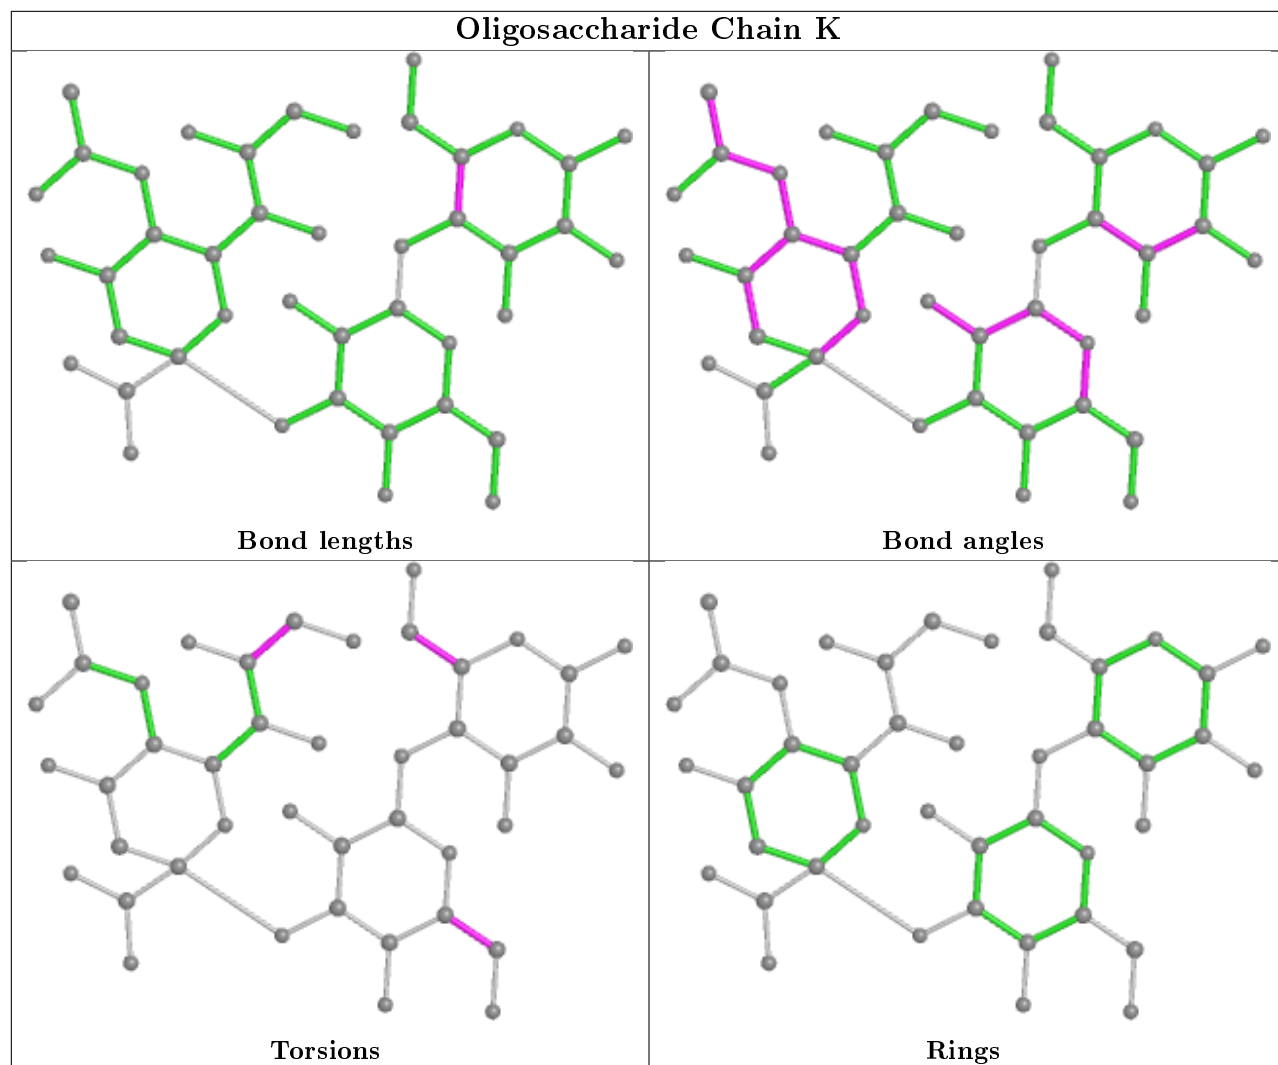 Oligosaccharide Chain K
Bond lengths
Bond angles
Torsions
Rings